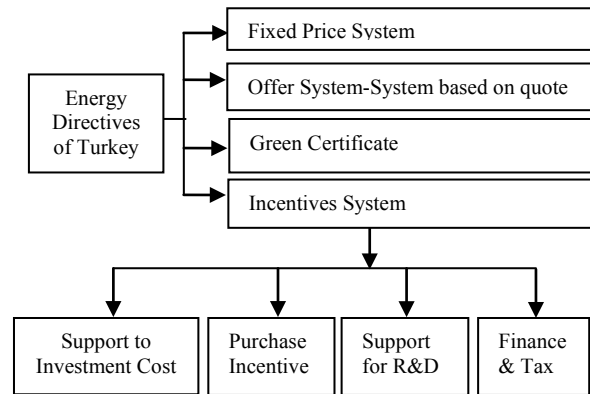 Fixed Price System
Energy
Directives
of Turkey
Offer System-System based on quote
Green Certificate
Incentives System
Support to
Investment Cost
Purchase
Incentive
Support
for R&D
Finance
& Tax